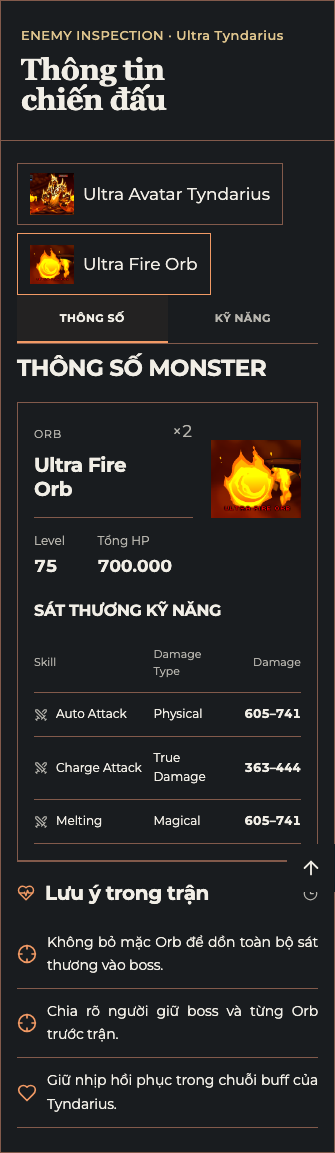 ENEMY INSPECTION · Ultra Tyndarius
Thông tin
chiến đấu
Ultra Avatar Tyndarius
Ultra Fire Orb
THÔNG SỐ KỸ NĂNG
THÔNG SỐ MONSTER
ORB ×2
Ultra Fire
Orb
Level Tổng HP
75 700.000
SÁT THƯƠNG KỸ NĂNG
Skill Damage Type Damage
Auto Attack Physical 605–741
Charge Attack True Damage 363–444
Melting Magical 605–741
Lưu ý trong trận
Không bỏ mặc Orb để dồn toàn bộ sát
thương vào boss.
Chia rõ người giữ boss và từng Orb
trước trận.
Giữ nhịp hồi phục trong chuỗi buff của
Tyndarius.